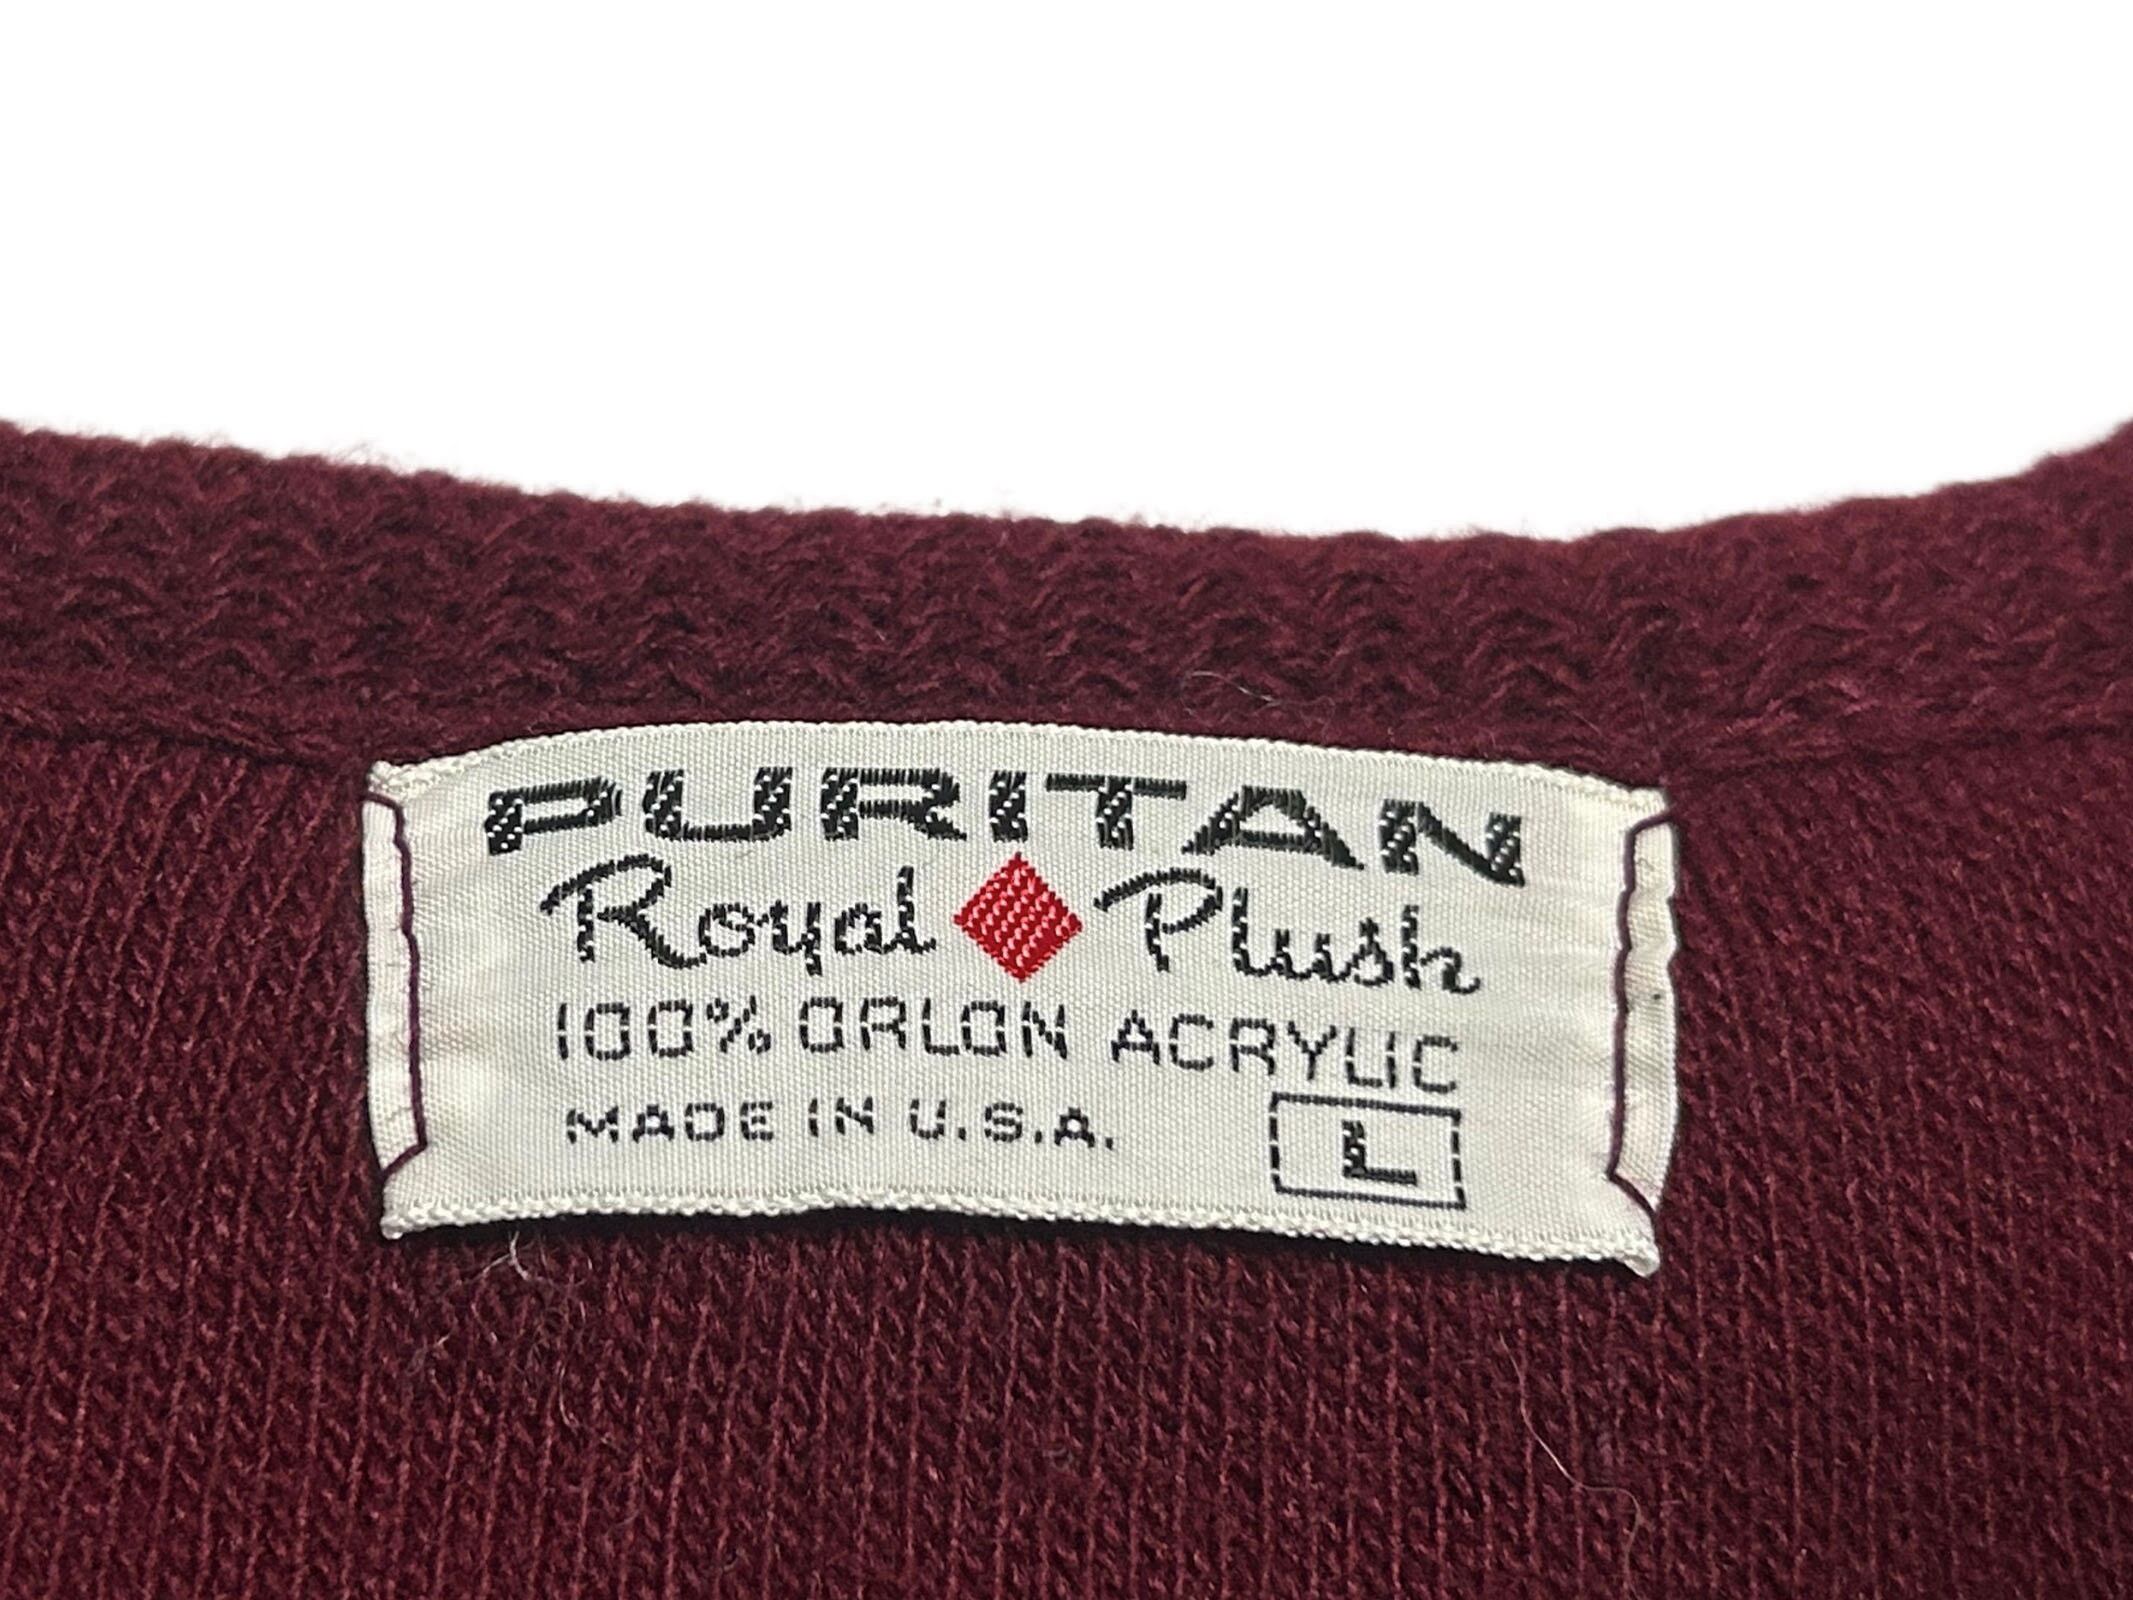 PURITAN
Royal Plush
100% ORLON ACRYLIC
MADE IN U.S.A.
L